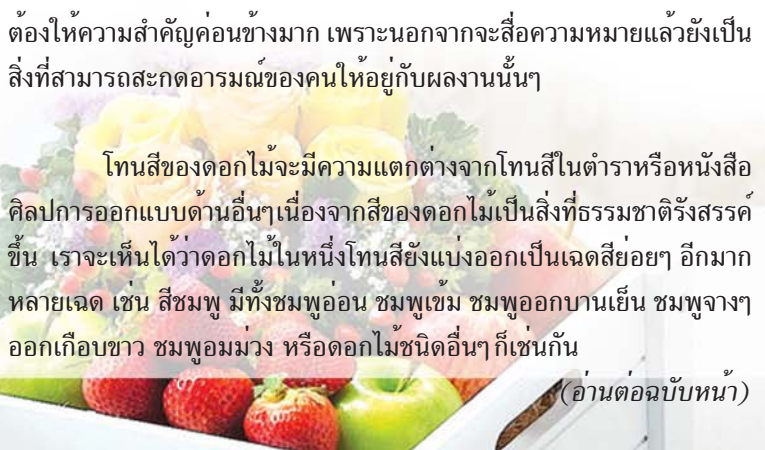 ต้องให้ความสำคัญค่อนข้างมาก เพราะนอกจากจะสื่อความหมายแล้วยังเป็น
สิ่งที่สามารถสะกดอารมณ์ของคนให้อยู่กับผลงานนั้นๆ
โทนสีของดอกไม้จะมีความแตกต่างจากโทนสีในตำราหรือหนังสือ
ศิลปการออกแบบด้านอื่นๆเนื่องจากสีของดอกไม้เป็นสิ่งที่ธรรมชาติรังสรรค์
ขึ้น เราจะเห็นได้ว่าดอกไม้ในหนึ่งโทนสียังแบ่งออกเป็นเฉดสีย่อยๆ อีกมาก
หลายเฉด เช่น สีชมพู มีทั้งชมพูอ่อน ชมพูเข้ม ชมพูออกบานเย็น ชมพูจางๆ
ออกเกือบขาว ชมพูอมม่วง หรือดอกไม้ชนิดอื่นๆ ก็เช่นกัน
(อ่านต่อฉบับหน้า)